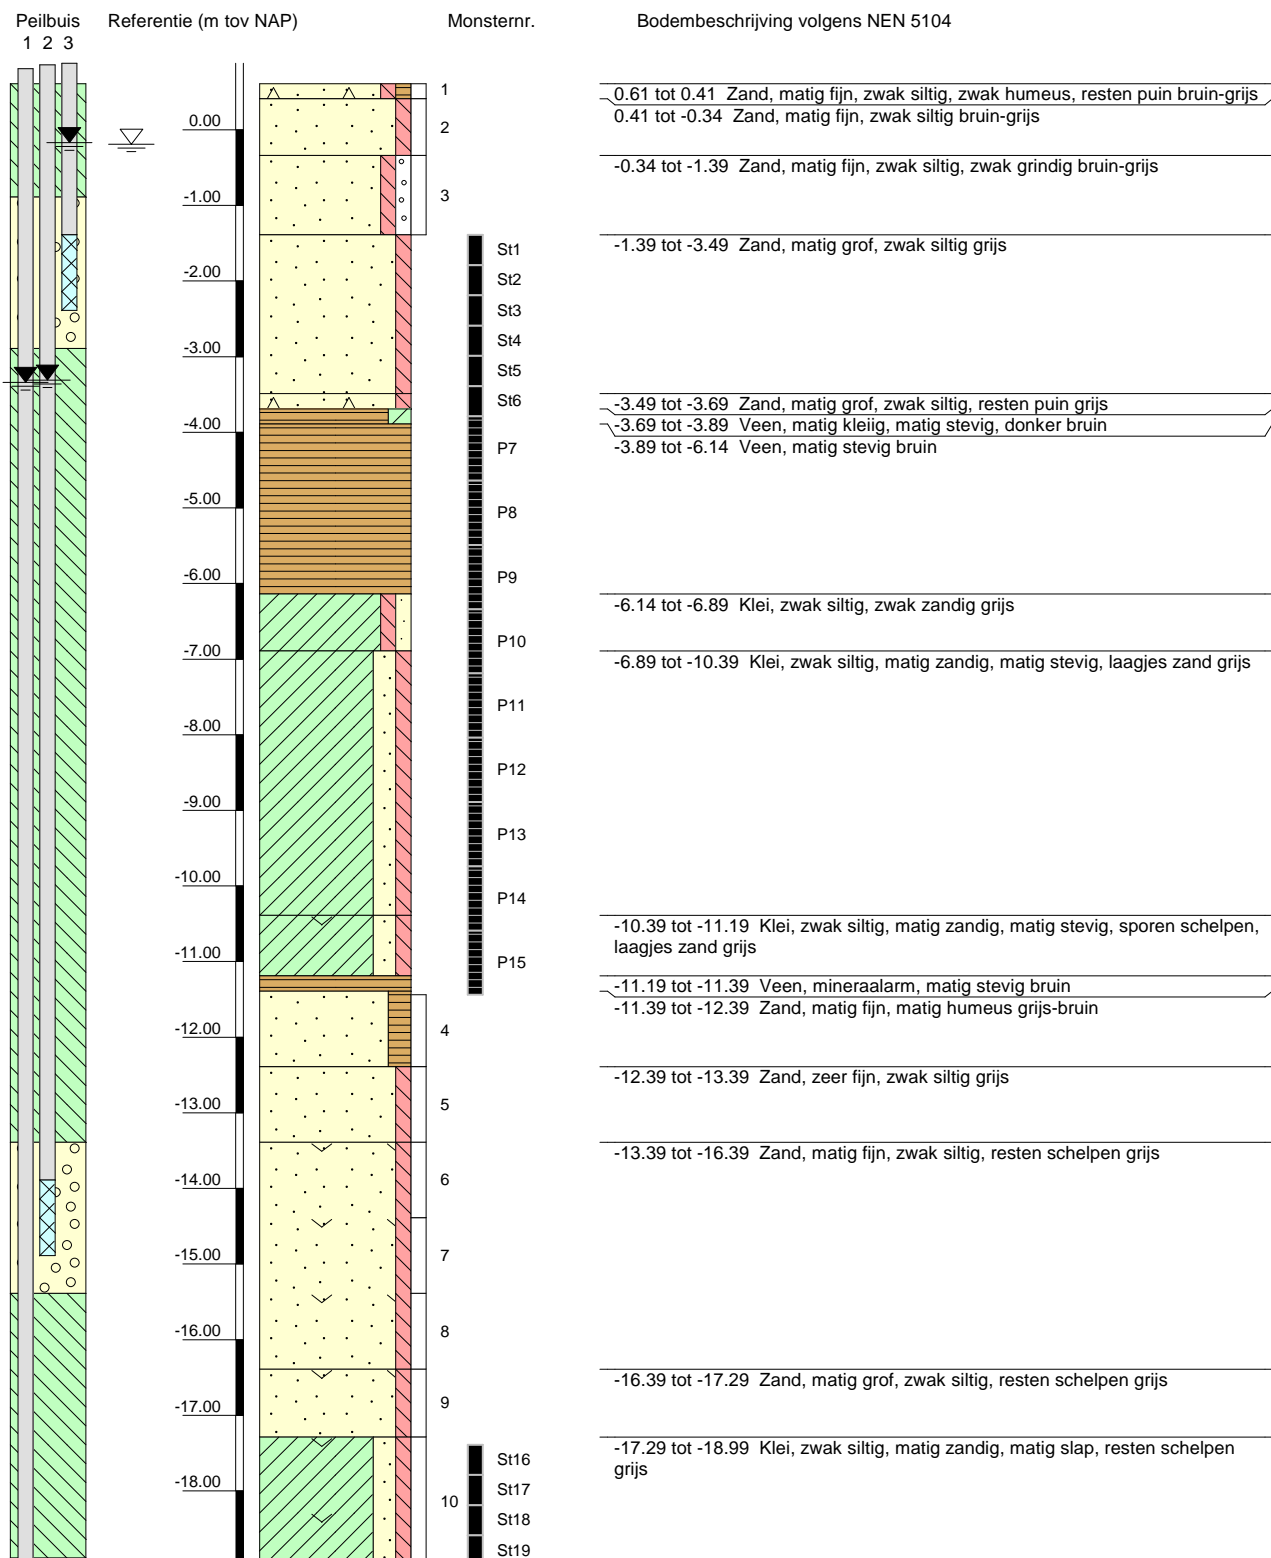 Peilbuis Referentie (m tov NAP) Monsternr. Bodembeschrijving volgens NEN 5104
1 2 3
1
0.61 tot 0.41 Zand, matig fijn, zwak siltig, zwak humeus, resten puin bruin-grijs
0.41 tot -0.34 Zand, matig fijn, zwak siltig bruin-grijs
0.00
2
-0.34 tot -1.39 Zand, matig fijn, zwak siltig, zwak grindig bruin-grijs
-1.00
3
-1.39 tot -3.49 Zand, matig grof, zwak siltig grijs
St1
-2.00
St2
St3
St4
-3.00
St5
St6
-3.49 tot -3.69 Zand, matig grof, zwak siltig, resten puin grijs
-4.00
-3.69 tot -3.89 Veen, matig kleiig, matig stevig, donker bruin
P7
-3.89 tot -6.14 Veen, matig stevig bruin
-5.00
P8
-6.00
P9
-6.14 tot -6.89 Klei, zwak siltig, zwak zandig grijs
P10
-7.00
-6.89 tot -10.39 Klei, zwak siltig, matig zandig, matig stevig, laagjes zand grijs
P11
-8.00
P12
-9.00
P13
-10.00
P14
-10.39 tot -11.19 Klei, zwak siltig, matig zandig, matig stevig, sporen schelpen,
laagjes zand grijs
-11.00
P15
-11.19 tot -11.39 Veen, mineraalarm, matig stevig bruin
-11.39 tot -12.39 Zand, matig fijn, matig humeus grijs-bruin
-12.00
4
-12.39 tot -13.39 Zand, zeer fijn, zwak siltig grijs
-13.00
5
-13.39 tot -16.39 Zand, matig fijn, zwak siltig, resten schelpen grijs
-14.00
6
-15.00
7
-16.00
8
-16.39 tot -17.29 Zand, matig grof, zwak siltig, resten schelpen grijs
-17.00
9
-17.29 tot -18.99 Klei, zwak siltig, matig zandig, matig slap, resten schelpen
grijs
St16
-18.00
St17
10
St18
St19